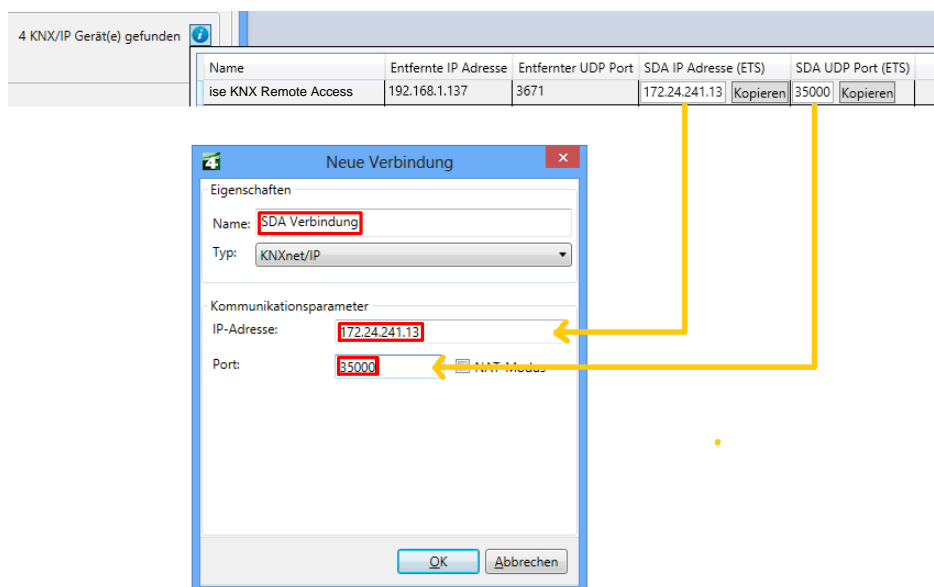 4 KNX/IP Gerät(e) gefunden
Name Entfernte IP Adresse Entfernter UDP Port SDA IP Adresse (ETS) SDA UDP Port (ETS)
ise KNX Remote Access 192.168.1.137 3671 172.24.241.13 Kopieren 35000 Kopieren
4 Neue Verbindung
Eigenschaften
Name: SDA Verbindung
Typ: KNXnet/IP
Kommunikationsparameter
IP-Adresse: 172.24.241.13
Port: 35000 NAT-Modus
OK Abbrechen